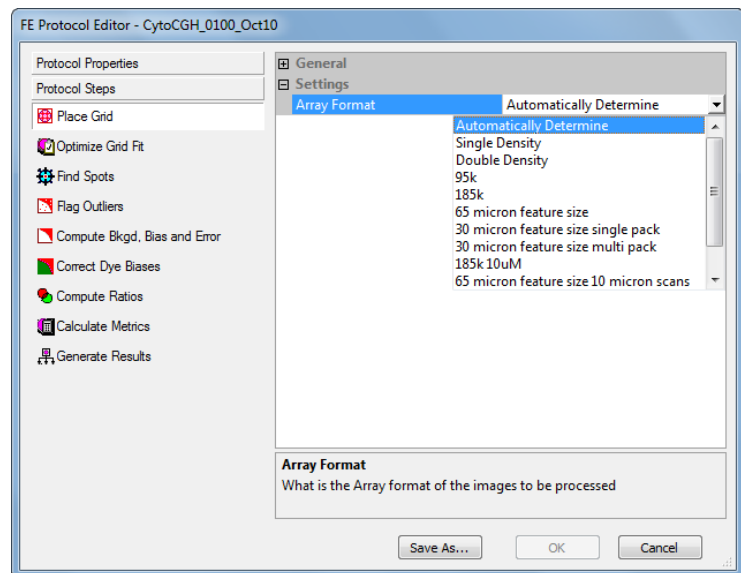 FE Protocol Editor - CytoCGH_0100_Oct10
Protocol Properties
Protocol Steps
Place Grid
Optimize Grid Fit
Find Spots
Flag Outliers
Compute Bkgd, Bias and Error
Correct Dye Biases
Compute Ratios
Calculate Metrics
Generate Results
General
Settings
Array Format Automatically Determine
Automatically Determine
Single Density
Double Density
95k
185k
65 micron feature size
30 micron feature size single pack
30 micron feature size multi pack
185k 10uM
65 micron feature size 10 micron scans
Array Format
What is the Array format of the images to be processed
Save As... OK Cancel